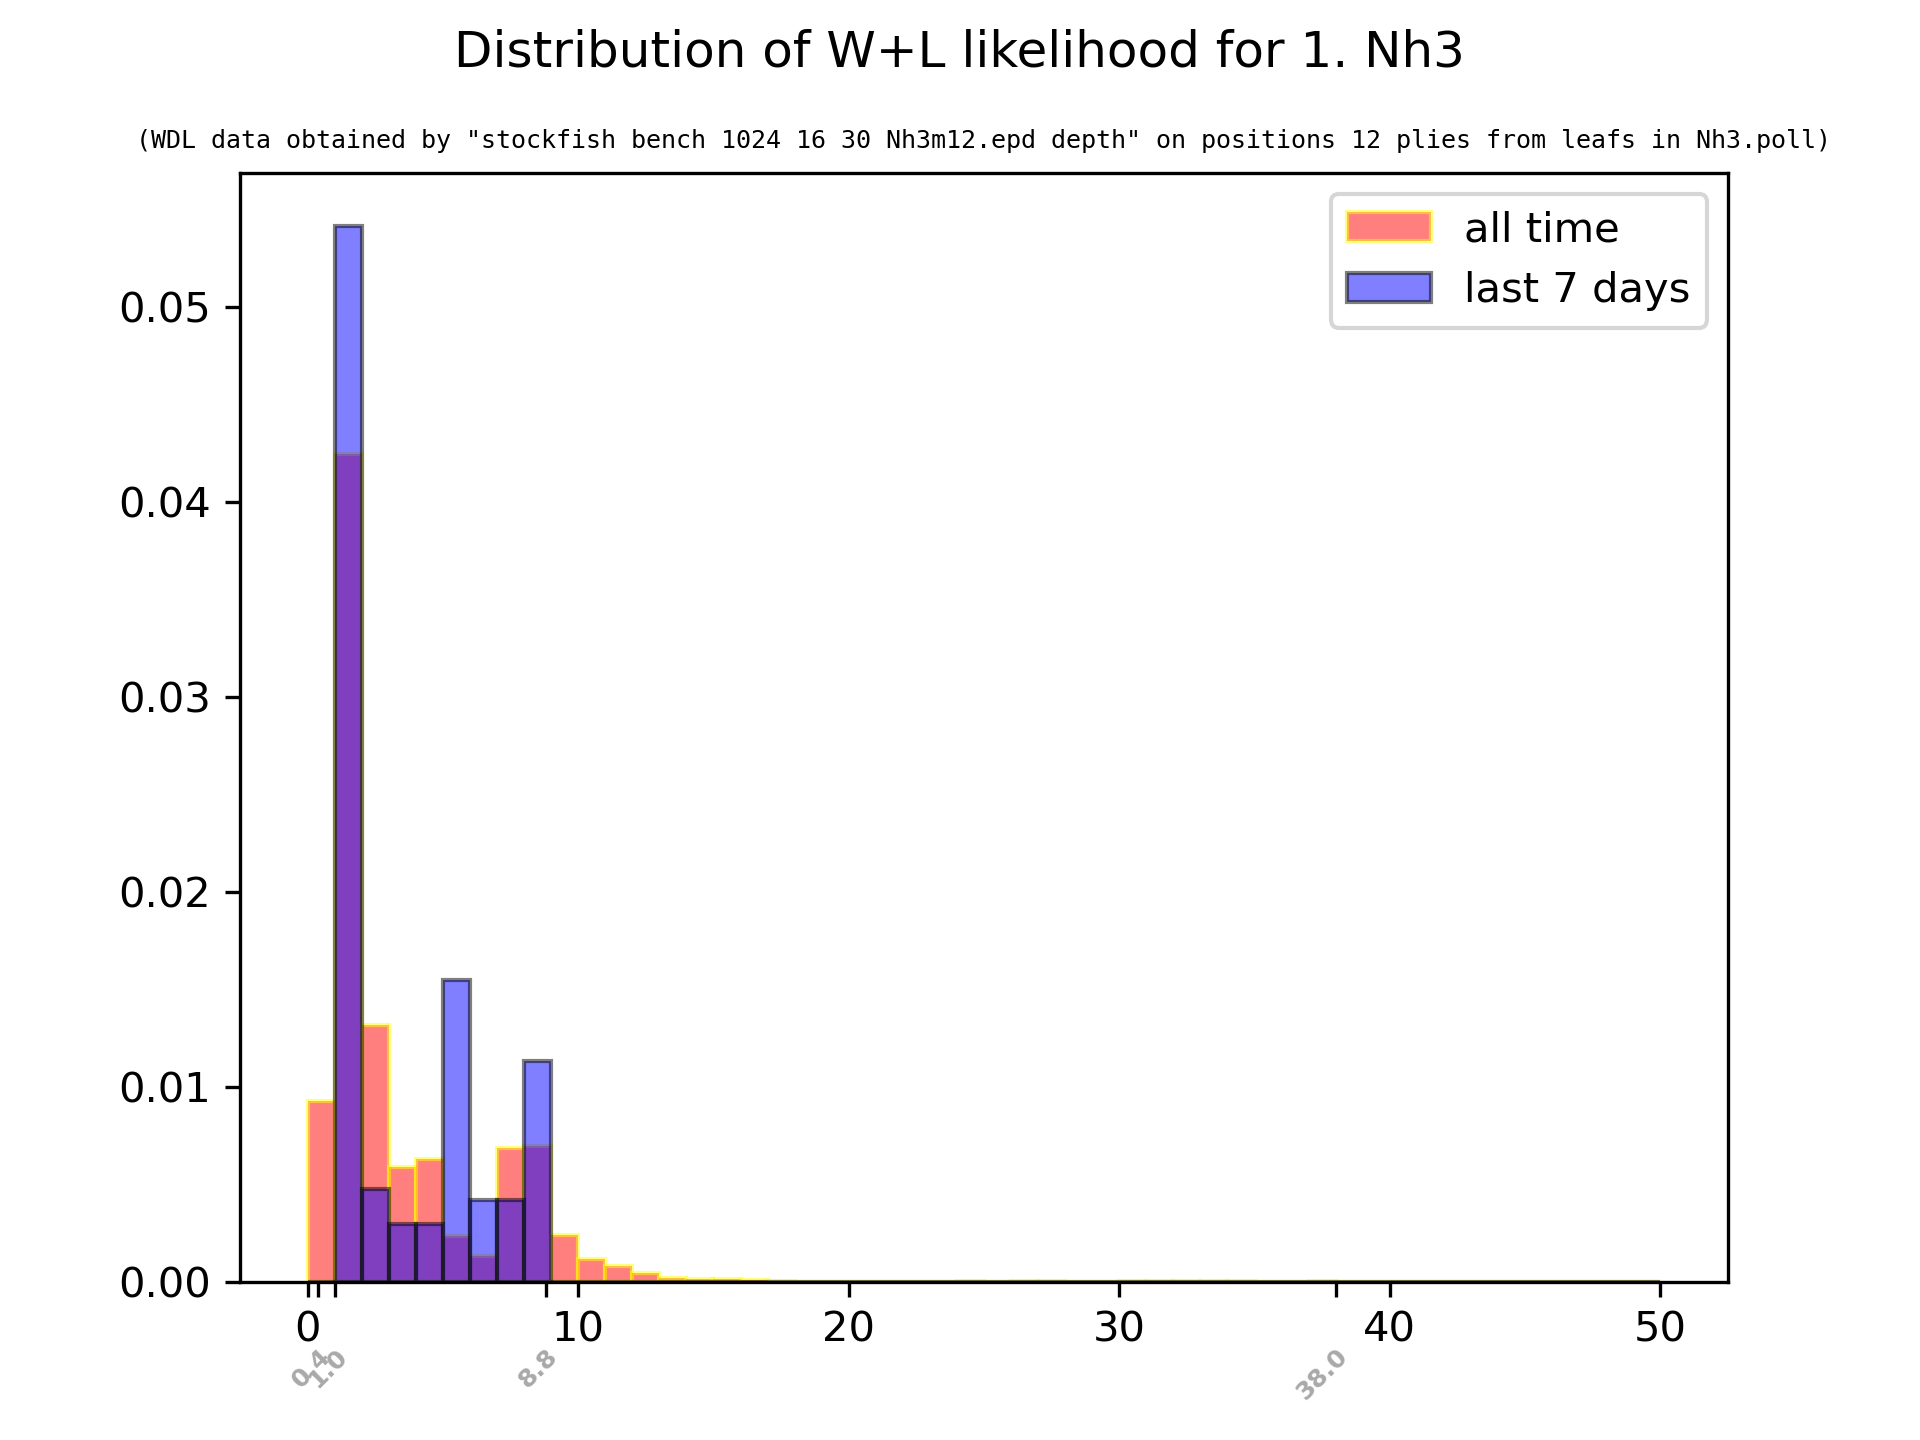 Distribution of W+L likelihood for 1. Nh3
(WDL data obtained by "stockfish bench 1024 16 30 Nh3m12.epd depth" on positions 12 plies from leafs in Nh3.poll)
all time
last 7 days
0.05
0.04
0.03
0.02
0.01
0.00
0 10 20 30 40 50
0.4 1.0 8.8 38.0